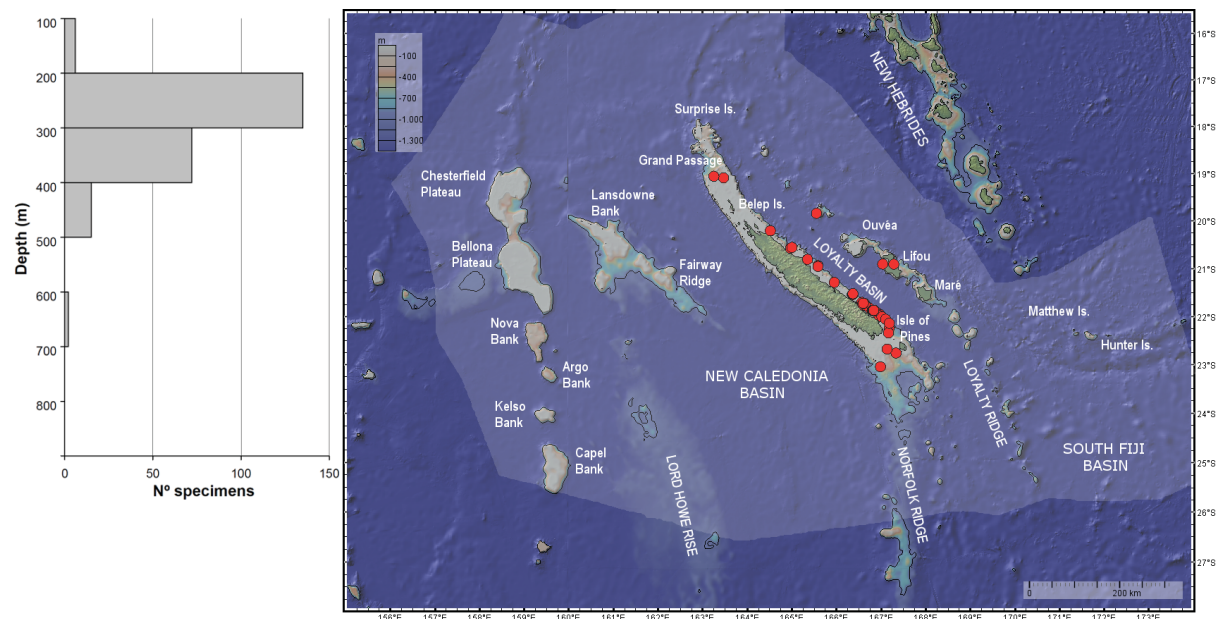 100
200
300
400
500
600
700
800
Depth (m)
0
50
100
150
Nº specimens
m
-100
-400
-700
-1.000
-1.300
NEW HEBRIDES
Surprise Is.
Grand Passage
Chesterfield
Plateau
Lansdowne
Bank
Belep Is.
Ouvèa
Bellona
Plateau
Fairway
Ridge
LOYALTY BASIN
Lifou
Marè
Nova
Bank
Isle of
Pines
Matthew Is.
Hunter Is.
Argo
Bank
NEW CALEDONIA
BASIN
LOYALTY RIDGE
Kelso
Bank
Capel
Bank
LORD HOWE RISE
NORFOLK RIDGE
SOUTH FIJI
BASIN
16°S
17°S
18°S
19°S
20°S
21°S
22°S
23°S
24°S
25°S
26°S
27°S
0
200 km
156°E
157°E
158°E
159°E
160°E
161°E
162°E
163°E
164°E
165°E
166°E
167°E
168°E
169°E
170°E
171°E
172°E
173°E